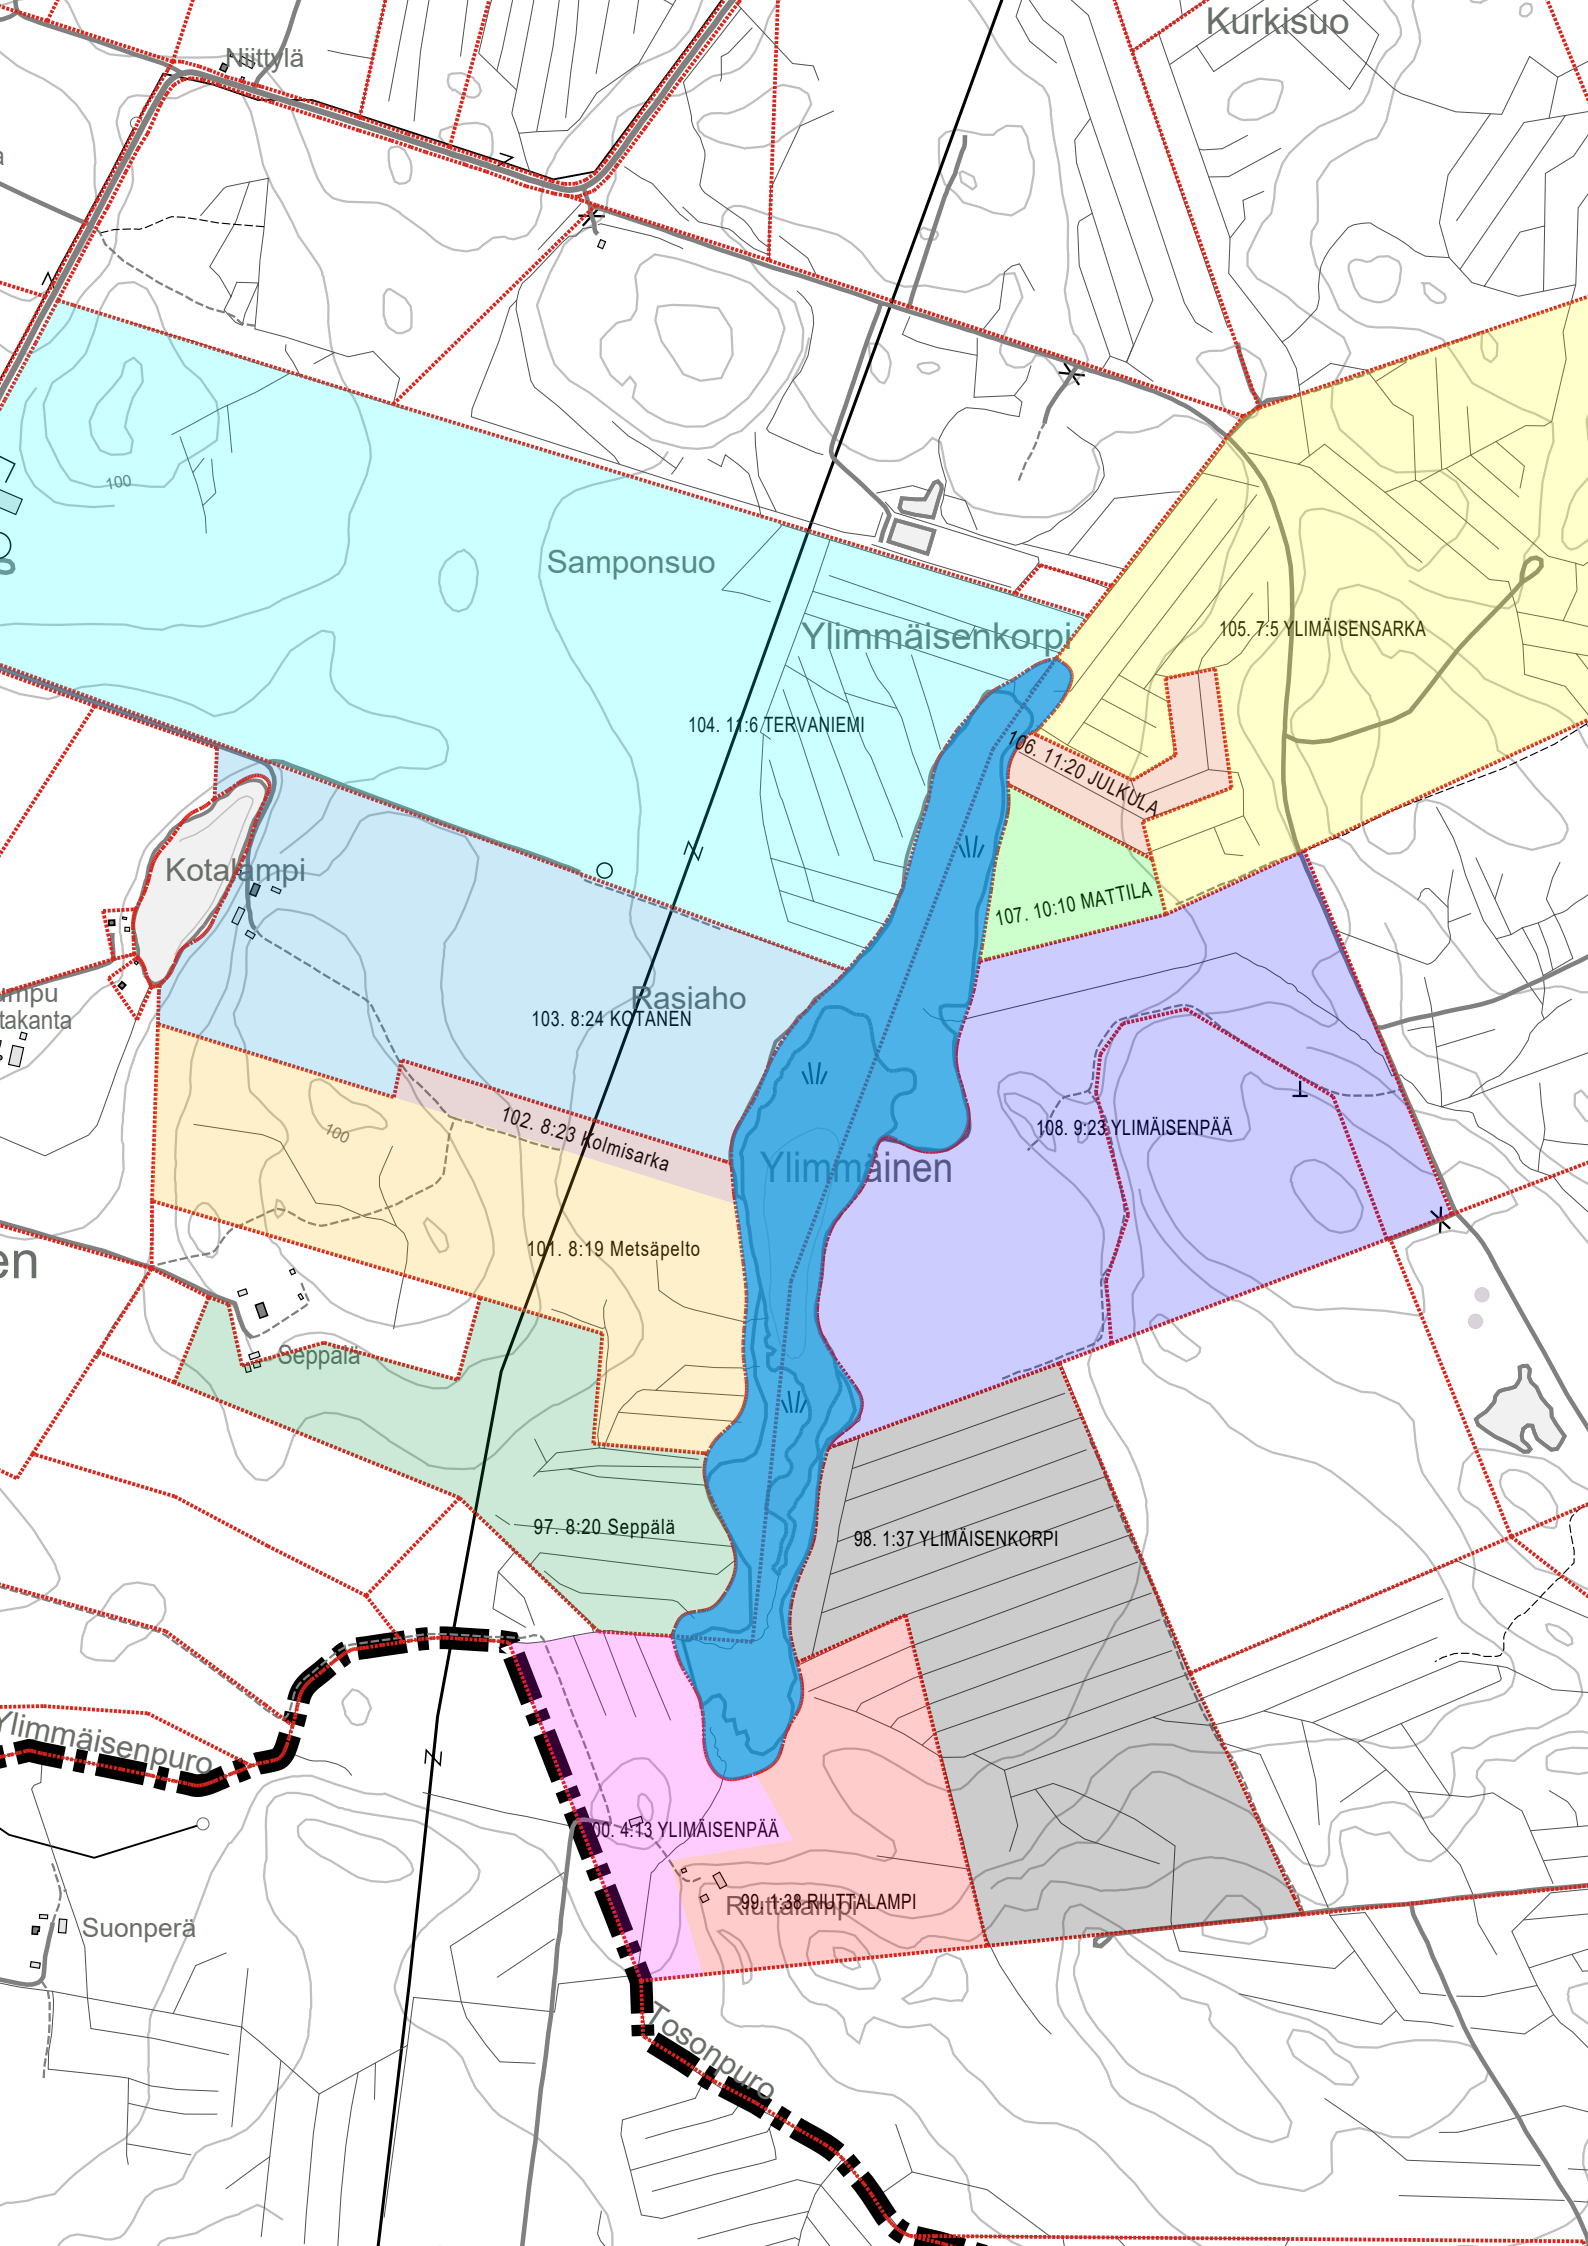 Kurkisuo
Niittylä
100
Samponsuo
Ylimmäisenkorpi
105. 7:5 YLIMÄISENSARKA
104. 11:6 TERVANIEMI
106. 11:20 JULKULA
Kotalampi
107. 10:10 MATTILA
Rasiaho
103. 8:24 KOTANEN
takanta
102. 8:23 Kolmisarka
100
108. 9:23 YLIMÄISENPÄÄ
Ylimmäinen
101. 8:19 Metsäpelto
en
Seppälä
97. 8:20 Seppälä
98. 1:37 YLIMÄISENKORPI
Ylimmäisenpuro
00. 4:13 YLIMÄISENPÄÄ
99. 1:38 RIUTTALAMPI
Riuttalampi
Suonperä
Tosonpuro